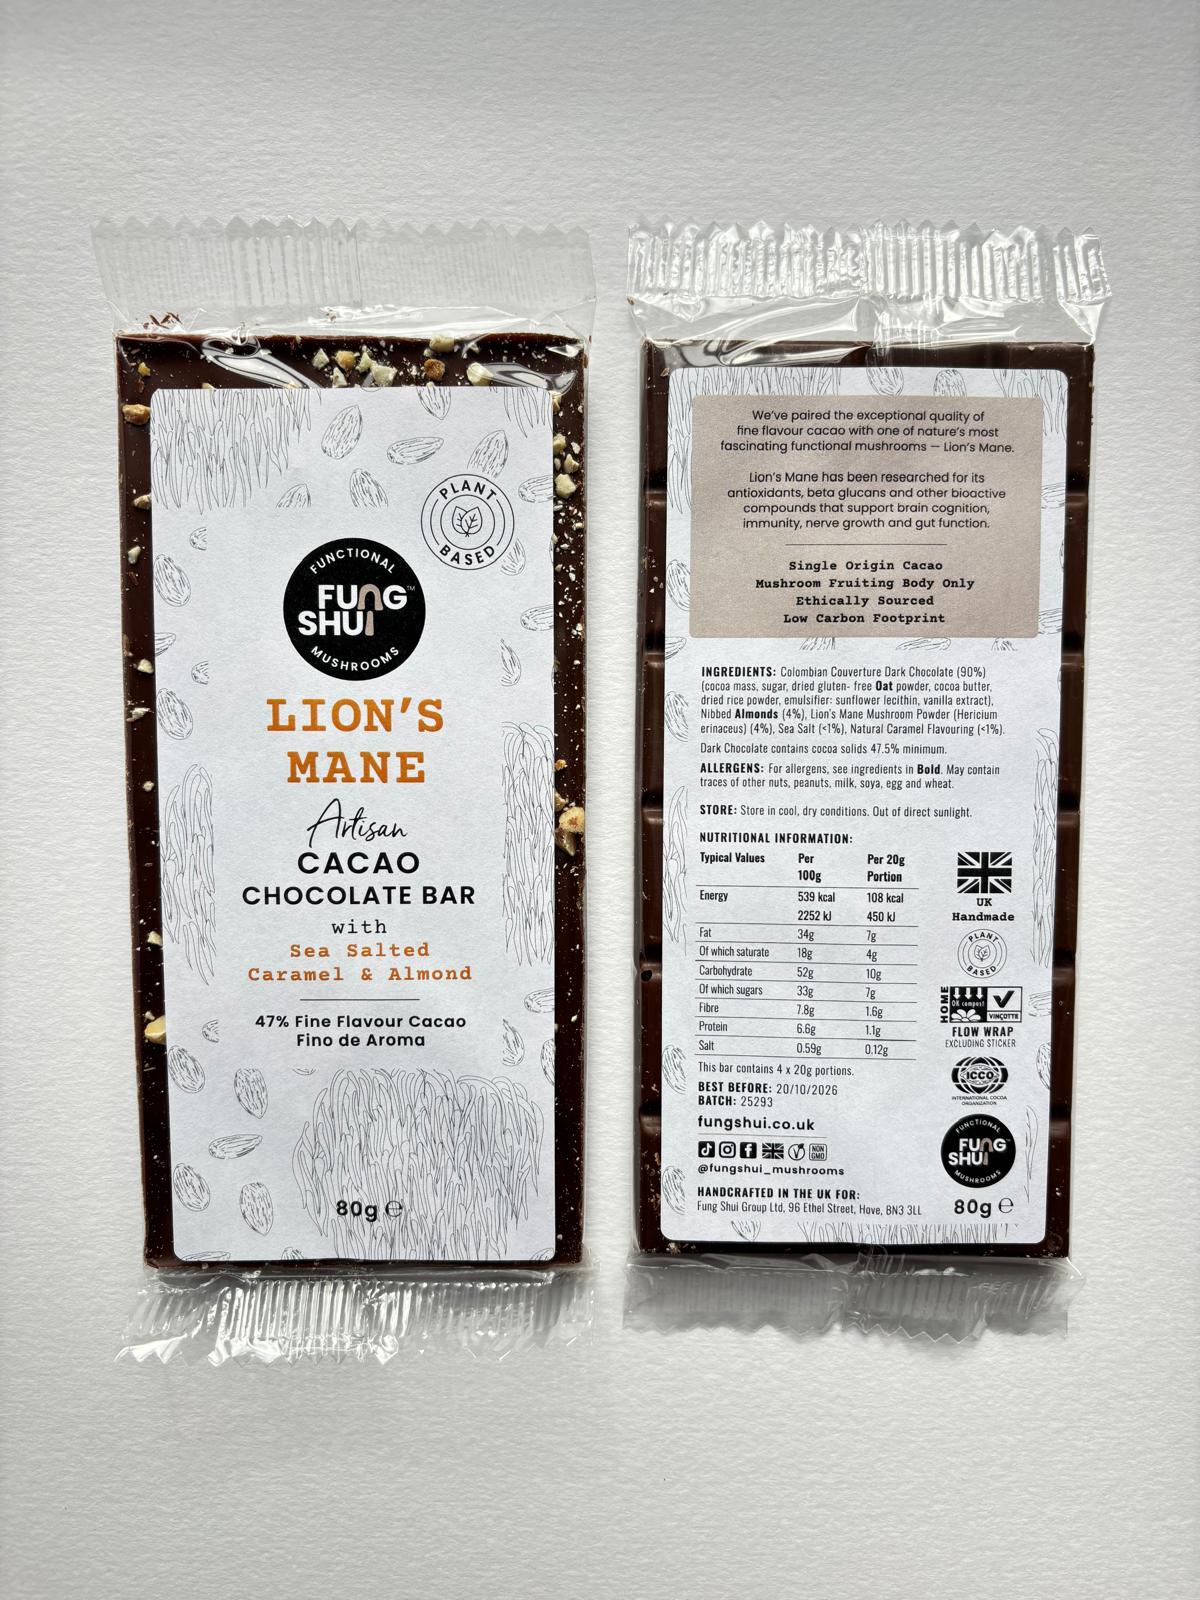 PLANT
BASED
FUNCTIONAL
FUNG™
SHUI
MUSHROOMS
LION'S
MANE
Artisan
CACAO
CHOCOLATE BAR
with
Sea Salted
Caramel & Almond
47% Fine Flavour Cacao
Fino de Aroma
80g ℮
We've paired the exceptional quality of
fine flavour cacao with one of nature's most
fascinating functional mushrooms — Lion's Mane.
Lion's Mane has been researched for its
antioxidants, beta glucans and other bioactive
compounds that support brain cognition,
immunity, nerve growth and gut function.
Single Origin Cacao
Mushroom Fruiting Body Only
Ethically Sourced
Low Carbon Footprint
INGREDIENTS: Colombian Couverture Dark Chocolate (90%)
(cocoa mass, sugar, dried gluten- free Oat powder, cocoa butter,
dried rice powder, emulsifier: sunflower lecithin, vanilla extract),
Nibbed Almonds (4%), Lion's Mane Mushroom Powder (Hericium
erinaceus) (4%), Sea Salt (<1%), Natural Caramel Flavouring (<1%).
Dark Chocolate contains cocoa solids 47.5% minimum.
ALLERGENS: For allergens, see ingredients in Bold. May contain
traces of other nuts, peanuts, milk, soya, egg and wheat.
STORE: Store in cool, dry conditions. Out of direct sunlight.
NUTRITIONAL INFORMATION:
Typical Values Per 100g Per 20g Portion
Energy 539 kcal 108 kcal
2252 kJ 450 kJ
Fat 34g 7g
Of which saturate 18g 4g
Carbohydrate 52g 10g
Of which sugars 33g 7g
Fibre 7.8g 1.6g
Protein 6.6g 1.1g
Salt 0.59g 0.12g
This bar contains 4 x 20g portions.
BEST BEFORE: 20/10/2026
BATCH: 25293
fungshui.co.uk
NON
GMO
@fungshui_mushrooms
HANDCRAFTED IN THE UK FOR:
Fung Shui Group Ltd, 96 Ethel Street, Hove, BN3 3LL
UK
Handmade
PLANT
BASED
HOME
OK compost
VINÇOTTE
FLOW WRAP
EXCLUDING STICKER
ICCO
INTERNATIONAL COCOA
ORGANIZATION
FUNCTIONAL
FUNG
SHUI
MUSHROOMS
80g ℮